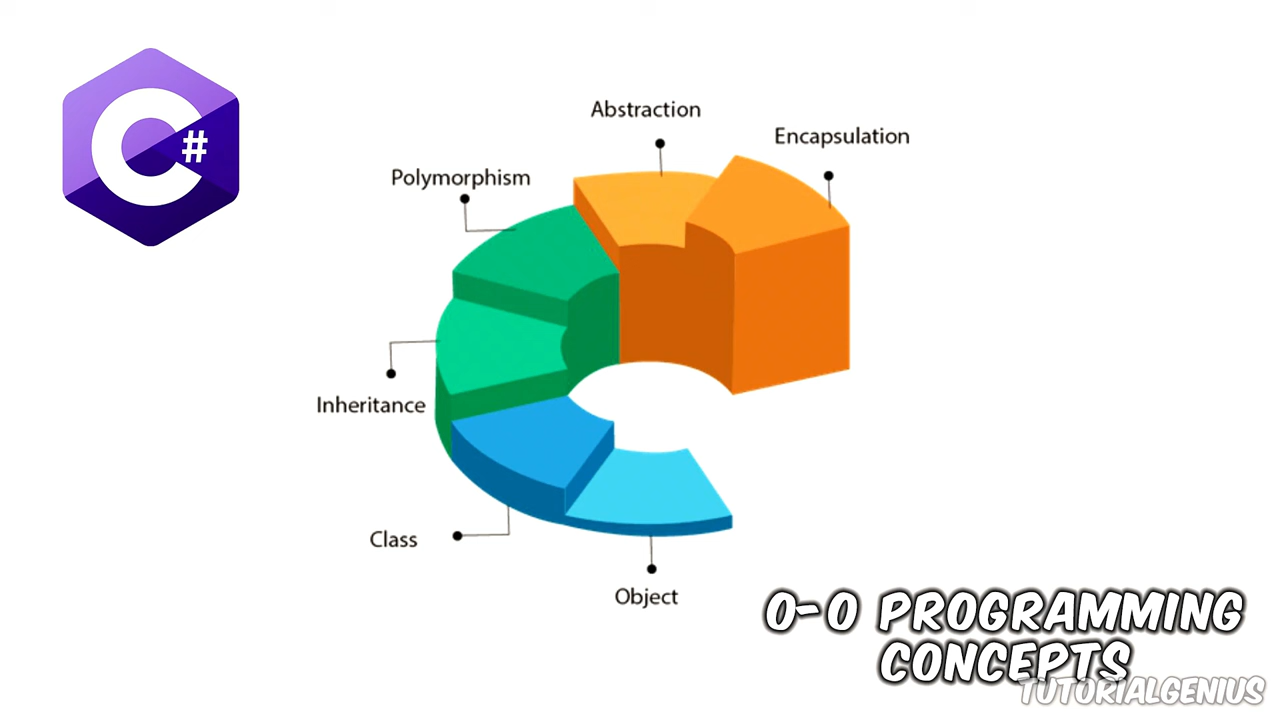 C#
Abstraction
Encapsulation
Polymorphism
Inheritance
Class
Object
O-O PROGRAMMING
CONCEPTS
TUTORIALGENIUS